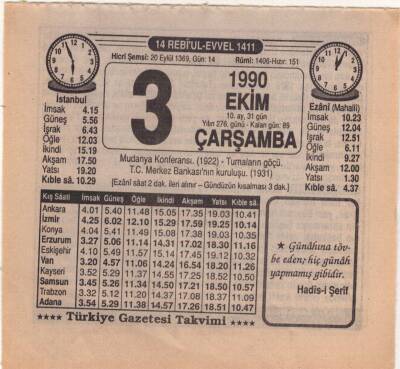 14 REBİ'UL-EVVEL 1411
Hicri Şemsî: 20 Eylül 1369, Gün: 14
Rûmî: 1406-Hızır: 151
İstanbul
İmsak 4.15
Güneş 5.56
İşrak 6.43
Öğle 12.03
İkindi 15.19
Akşam 17.50
Yatsı 19.20
Kıble sâ. 10.29
3
1990
EKİM
10. ay, 31 gün
Yılın 276. günü - Kalan gün: 89
ÇARŞAMBA
Ezânî (Mahalli)
İmsak 10.23
Güneş 12.04
İşrak 12.51
Öğle 6.11
İkindi 9.27
Akşam 12.00
Yatsı 1.30
Kıble sâ. 4.37
Mudanya Konferansı. (1922) - Turnaların göçü.
T.C. Merkez Bankası'nın kuruluşu. (1931)
[Ezânî sâat 2 dak. ileri alınır – Gündüzün kısalması 3 dak.]
Kış Sâati İmsak Güneş Öğle İkindi Akşam Yatsı Kıble sâ.
Ankara 4.01 5.40 11.48 15.05 17.35 19.03 10.41
İzmir 4.25 6.02 12.10 15.29 17.59 19.25 10.14
Konya 4.04 5.41 11.49 15.08 17.38 19.03 10.35
Erzurum 3.27 5.06 11.14 14.31 17.02 18.30 11.16
Eskişehir 4.10 5.49 11.57 15.14 17.45 19.12 10.32
Van 3.20 4.57 11.06 14.24 16.54 18.20 11.26
Kayseri 3.52 5.29 11.37 14.55 17.25 18.52 10.50
Samsun 3.45 5.26 11.34 14.50 17.21 18.50 10.57
Trabzon 3.32 5.12 11.20 14.37 17.08 18.37 11.09
Adana 3.54 5.29 11.38 14.57 17.26 18.51 10.47
★ Günâhına töv-
be eden; hiç günâh
yapmamış gibidir.
Hadîs-i Şerîf
★★★★ Türkiye Gazetesi Takvimi ★★★★